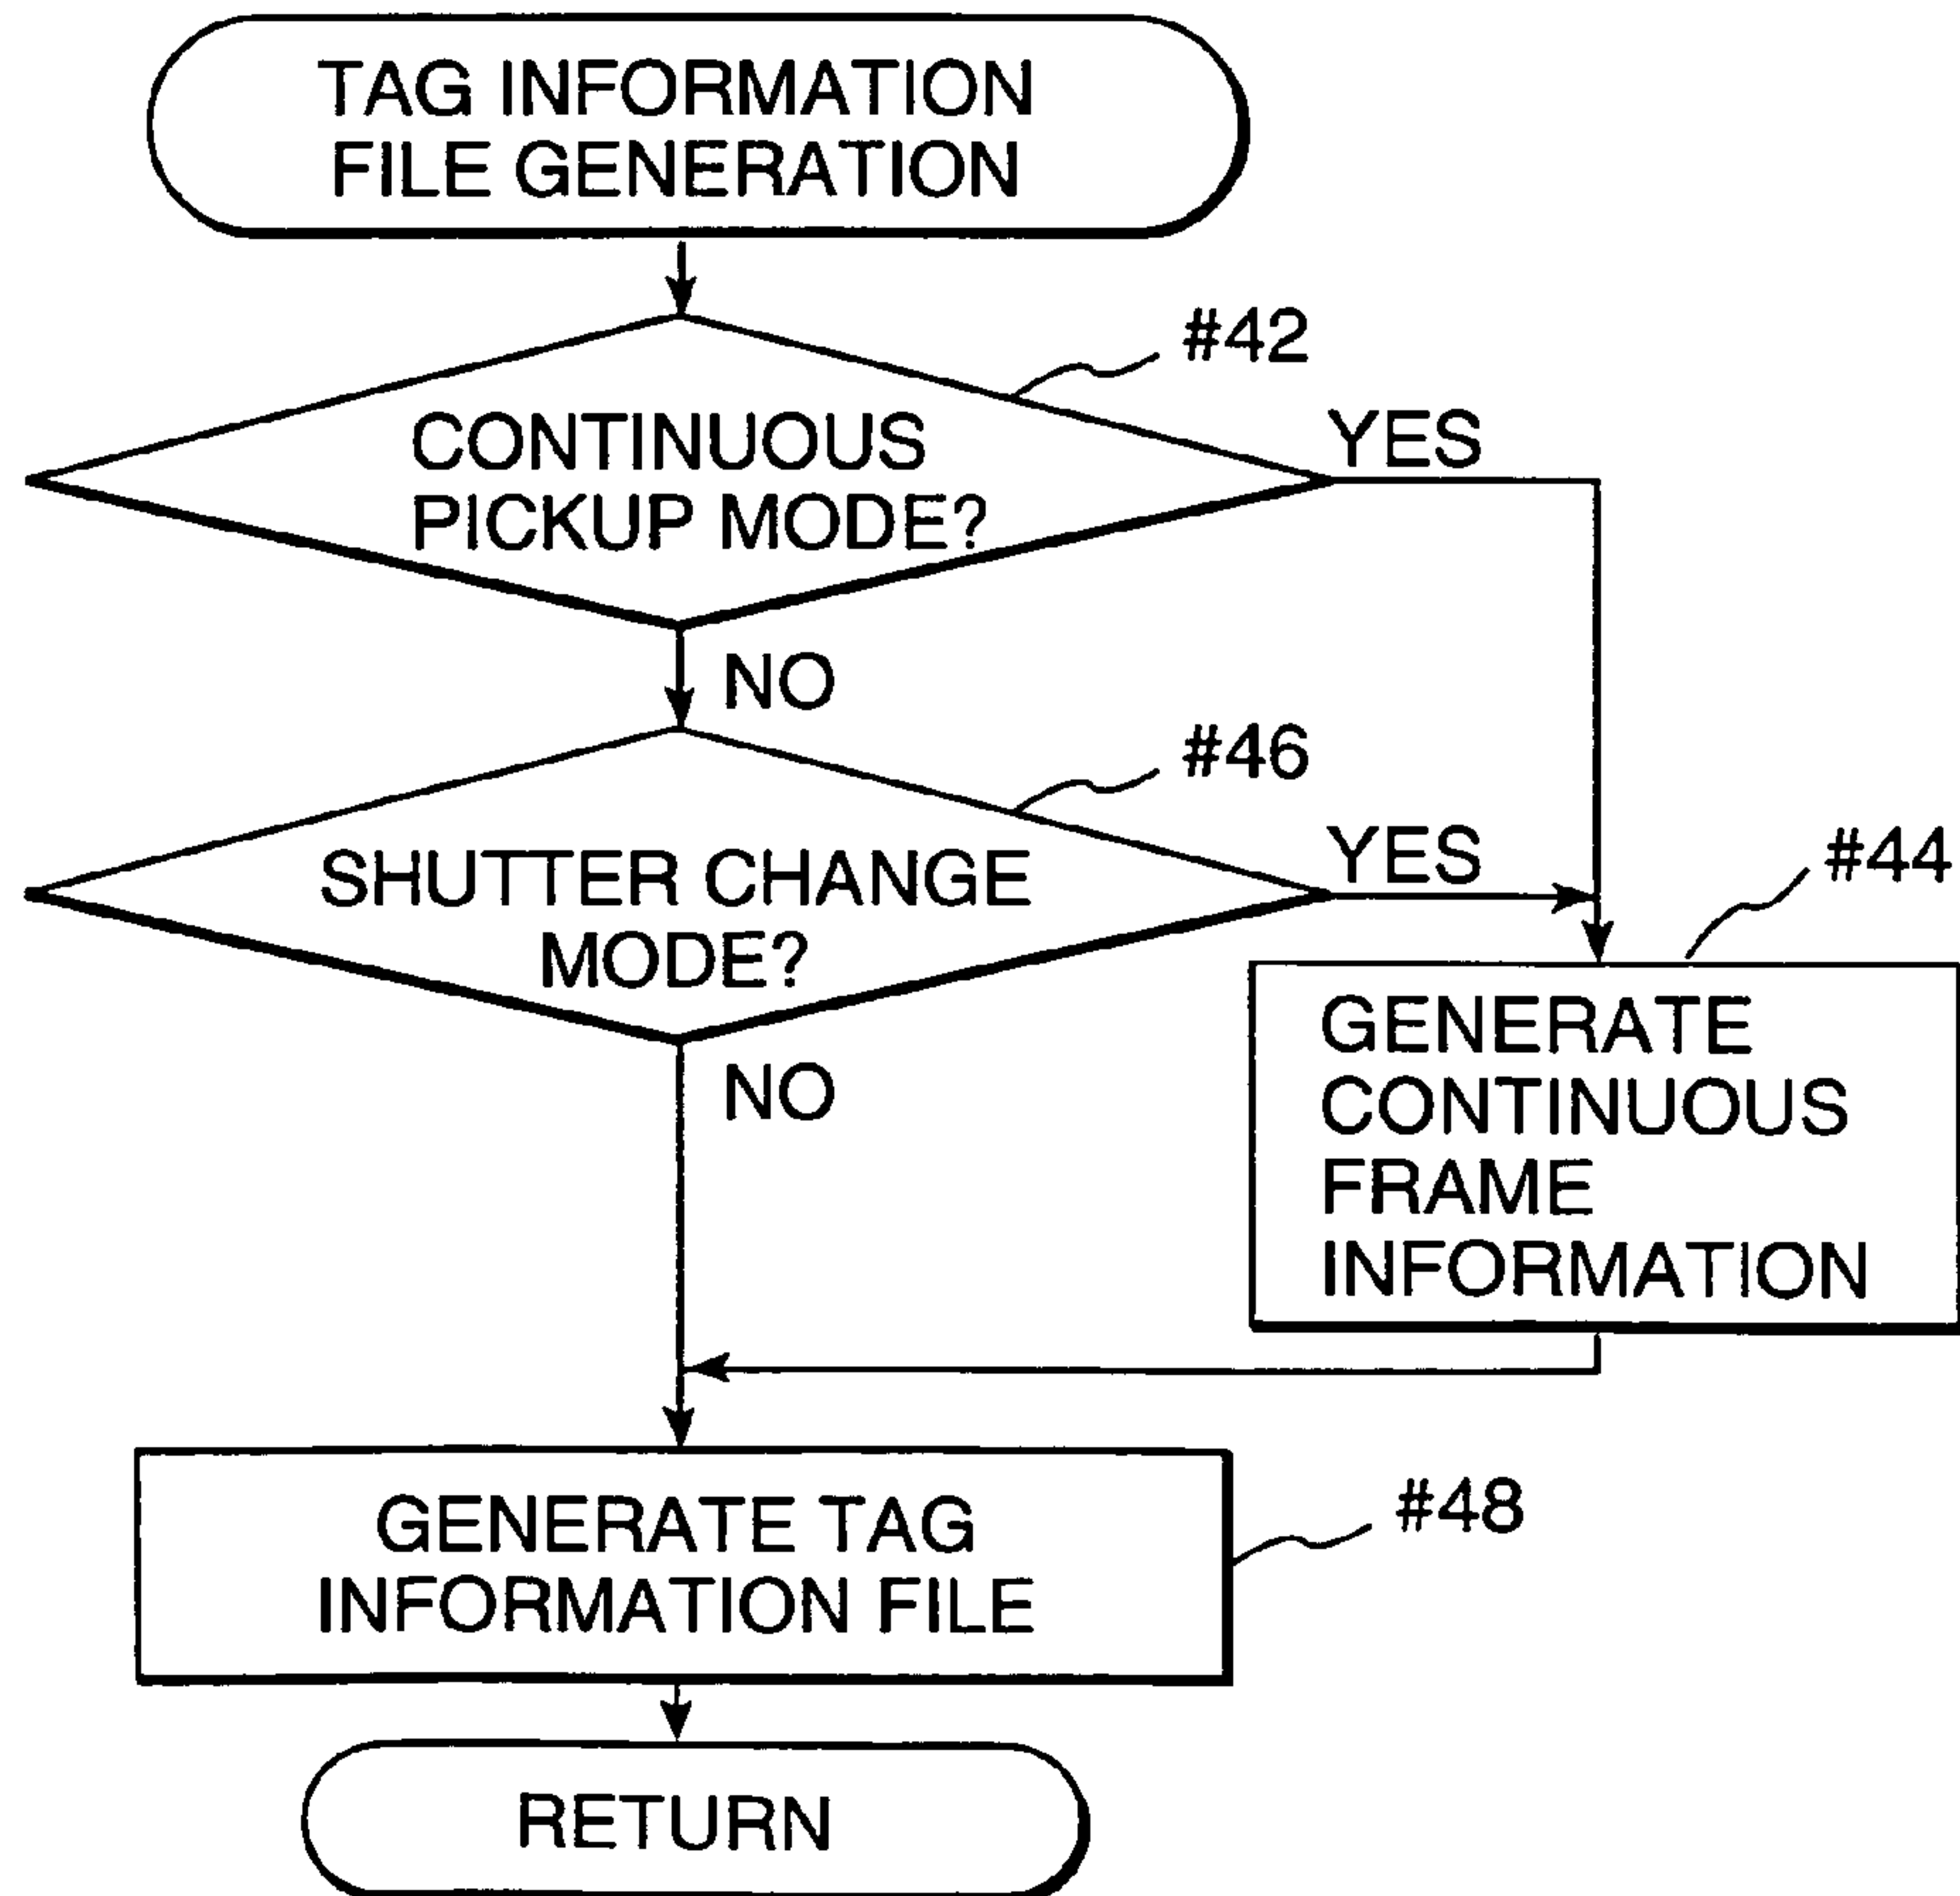 TAG INFORMATION
FILE GENERATION
#42
CONTINUOUS
PICKUP MODE?
YES
NO
#46
SHUTTER CHANGE
MODE?
YES
#44
GENERATE
CONTINUOUS
FRAME
INFORMATION
NO
GENERATE TAG
INFORMATION FILE
#48
RETURN